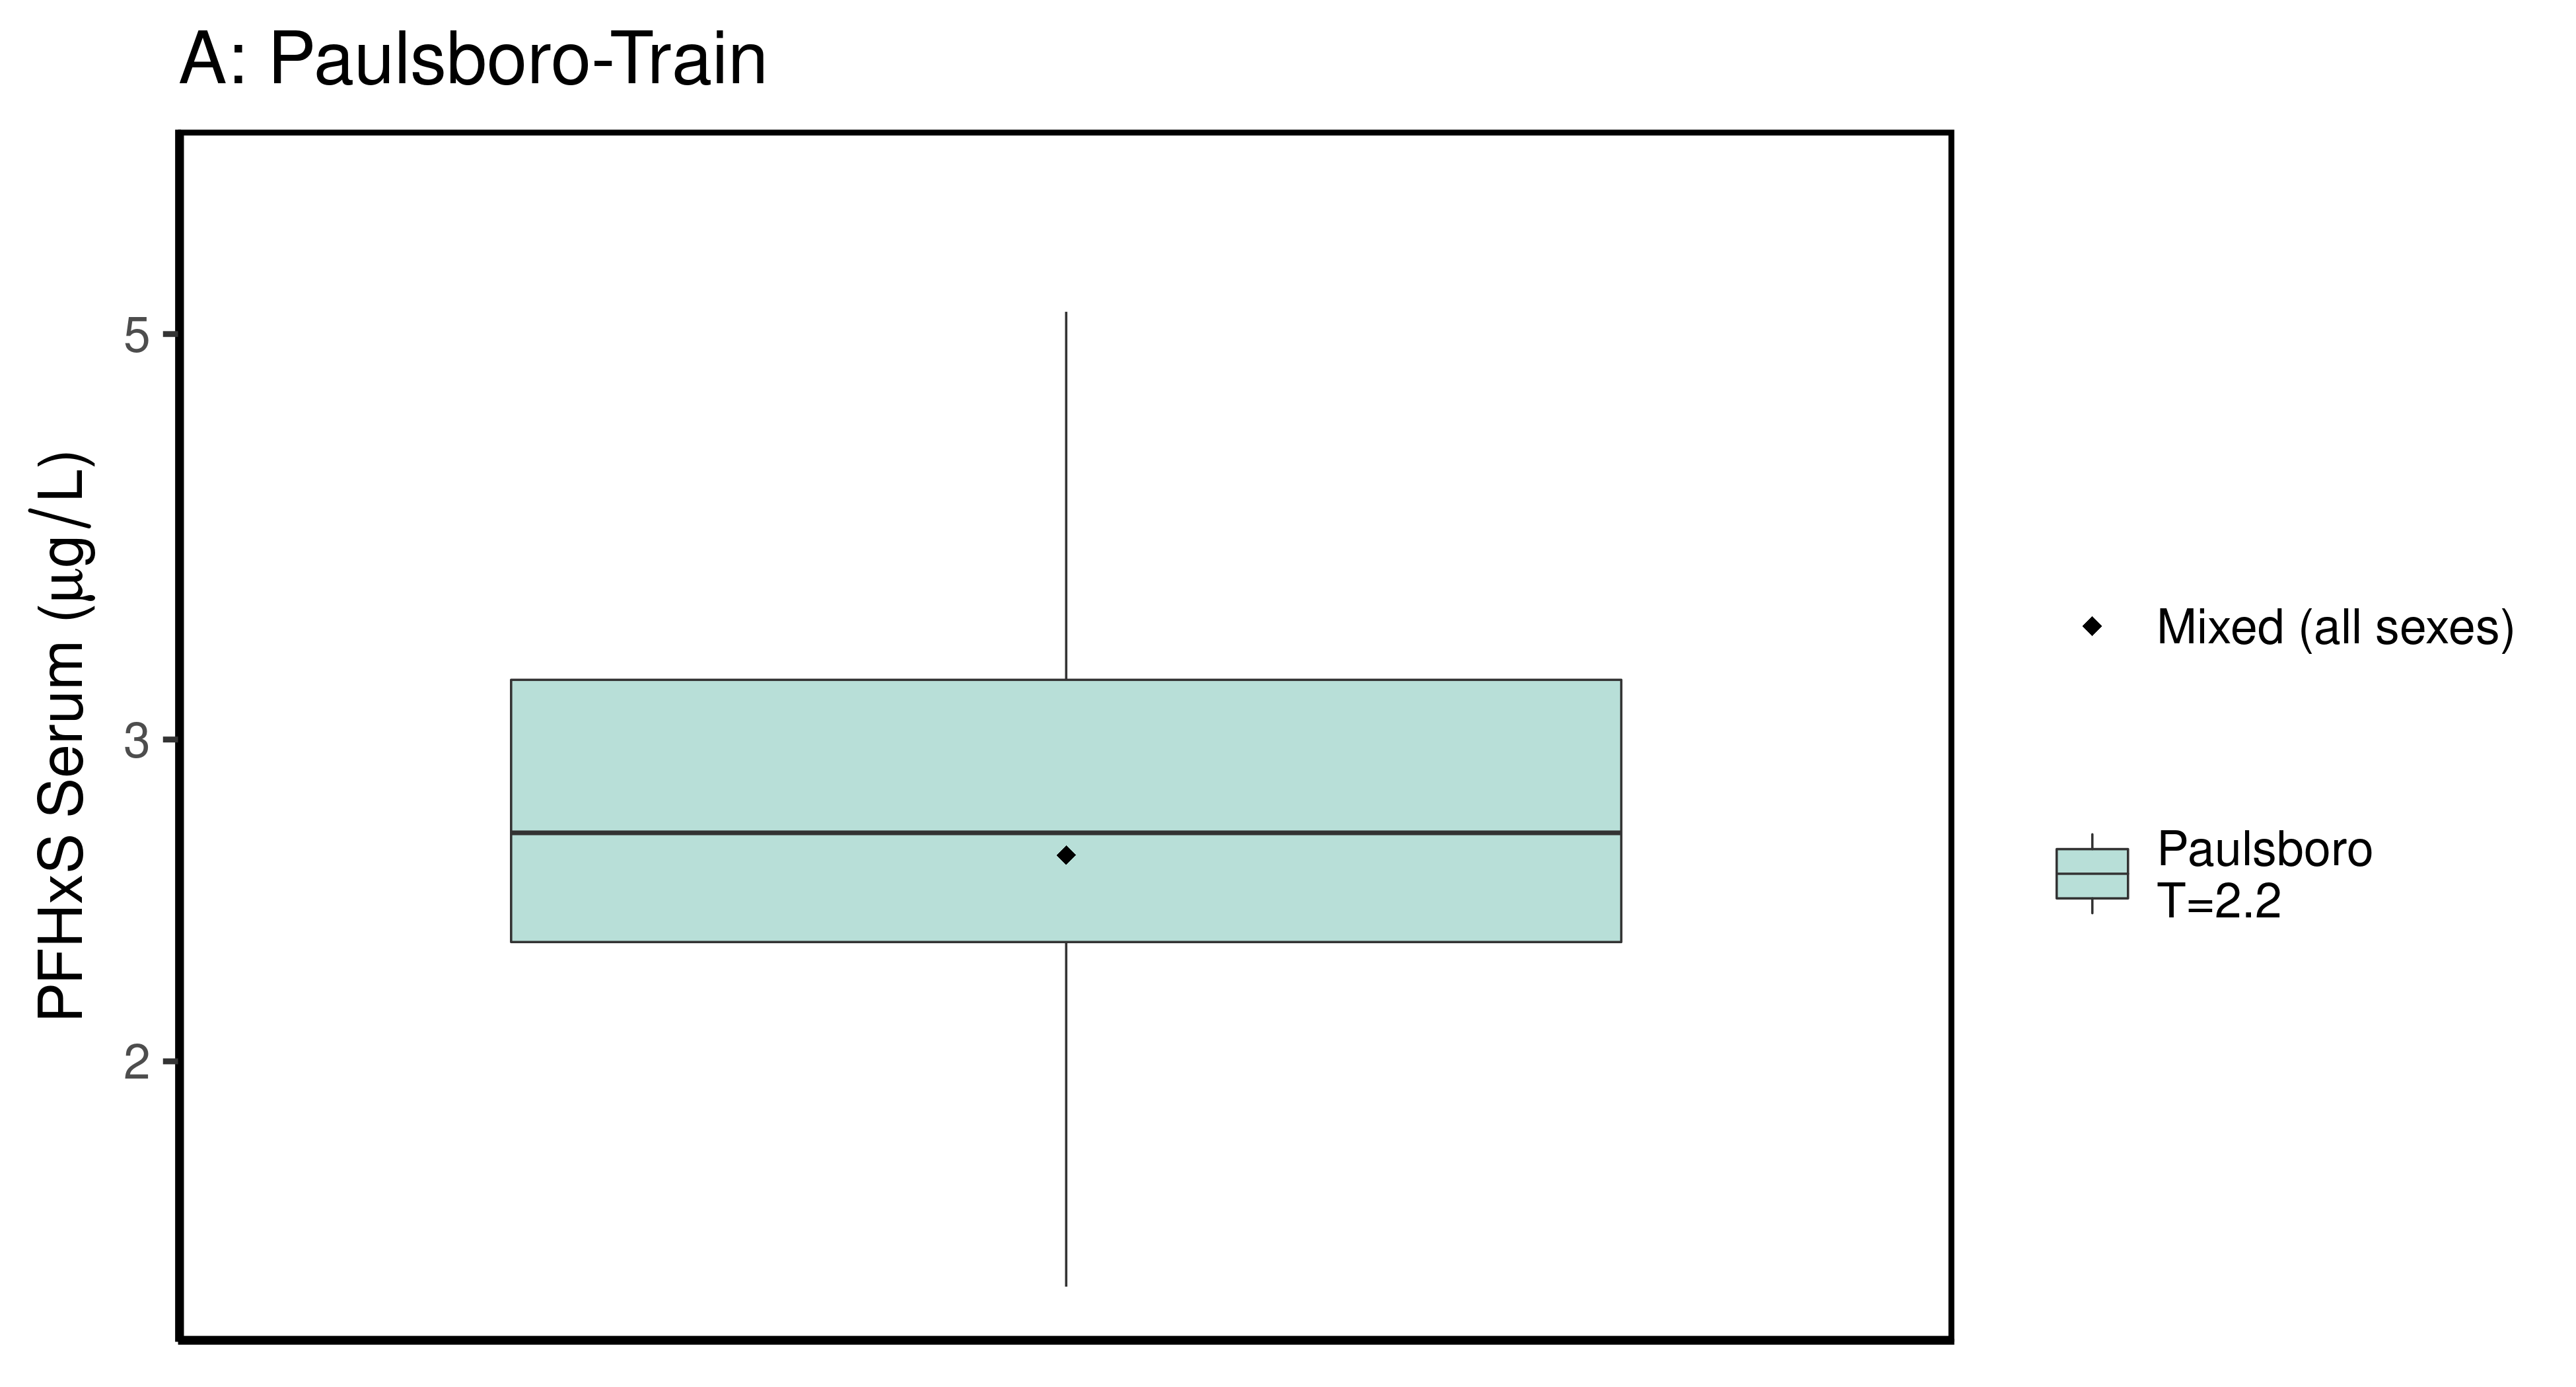 A: Paulsboro-Train
PFHxS Serum (μg/L)
5
3
2
Mixed (all sexes)
Paulsboro
T=2.2